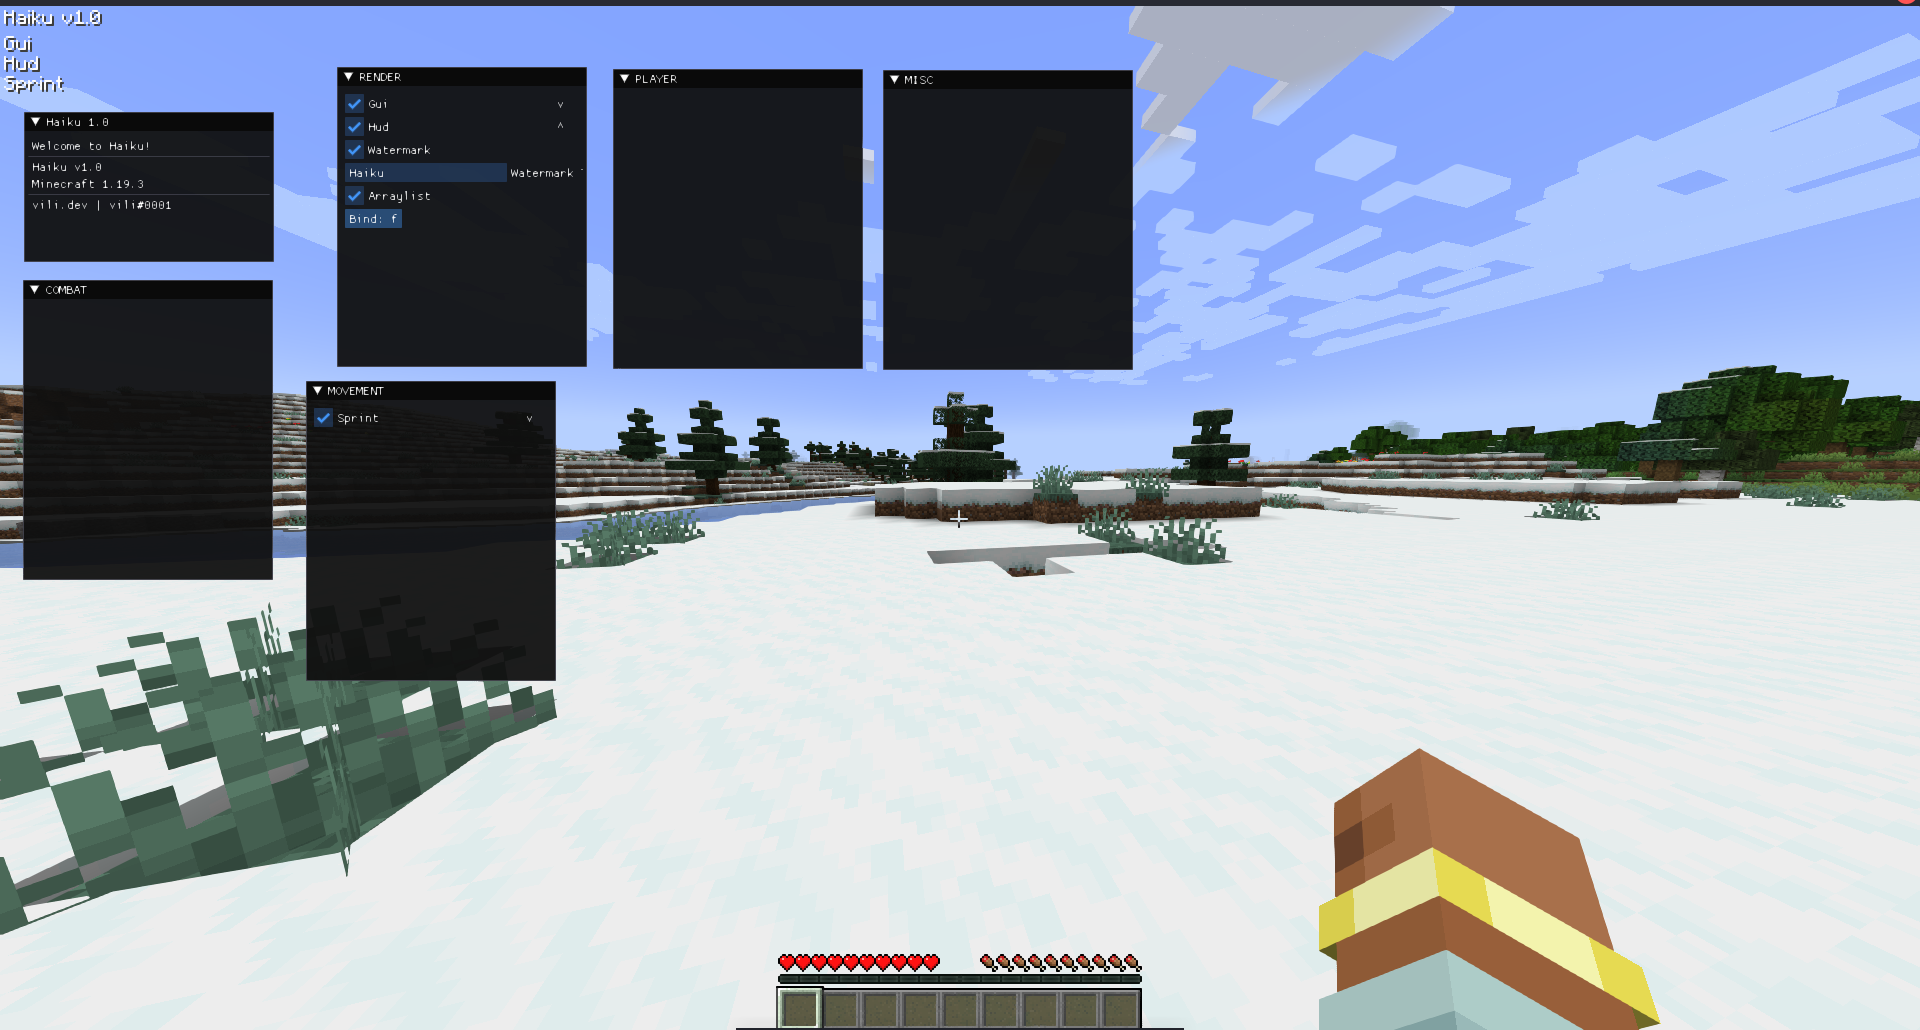 Haiku v1.0
Gui
Hud
Sprint
Haiku 1.0
Welcome to Haiku!
Haiku v1.0
Minecraft 1.19.3
vili.dev | vili#0001
COMBAT
RENDER
Gui v
Hud ^
Watermark
Haiku Watermark
Arraylist
Bind: f
MOVEMENT
Sprint v
PLAYER
MISC